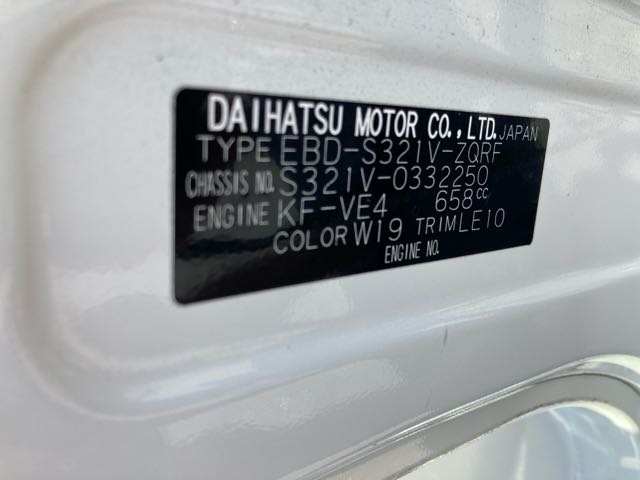 DAIHATSU MOTOR CO.,LTD. JAPAN
TYPE EBD-S321V-ZQRF
CHASSIS NO. S321V-0332250
ENGINE KF-VE4 658cc
COLOR W19 TRIM LE10
ENGINE NO.